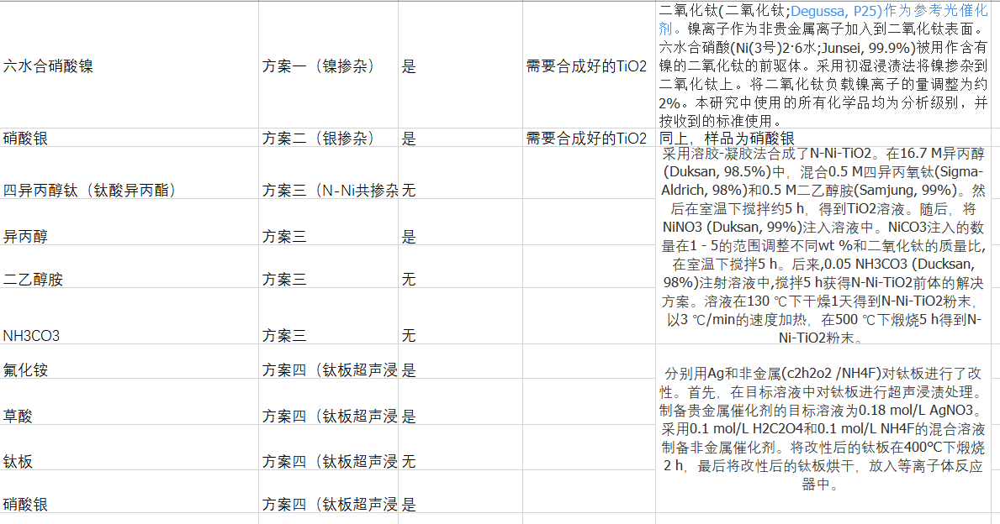 二氧化钛(二氧化钛;Degussa, P25)作为参考光催化
剂。镍离子作为非贵金属离子加入到二氧化钛表面。
六水合硝酸(Ni(3号)2·6水;Junsei, 99.9%)被用作含有
六水合硝酸镍 方案一（镍掺杂） 是 需要合成好的TiO2 镍的二氧化钛的前驱体。采用初湿浸渍法将镍掺杂到
二氧化钛上。将二氧化钛负载镍离子的量调整为约
2%。本研究中使用的所有化学品均为分析级别，并
按收到的标准使用。
硝酸银 方案二（银掺杂） 是 需要合成好的TiO2 同上，样品为硝酸银
采用溶胶-凝胶法合成了N-Ni-TiO2。在16.7 M异丙醇
(Duksan, 98.5%)中，混合0.5 M四异丙氧钛(Sigma-
四异丙醇钛（钛酸异丙酯） 方案三（N-Ni共掺杂 无 Aldrich, 98%)和0.5 M二乙醇胺(Samjung, 99%)。然
后在室温下搅拌约5 h，得到TiO2溶液。随后，将
异丙醇 方案三 是 NiNO3 (Duksan, 99%)注入溶液中。NiCO3注入的数
量在1 - 5的范围调整不同wt %和二氧化钛的质量比,
在室温下搅拌5 h。后来,0.05 NH3CO3 (Ducksan,
二乙醇胺 方案三 无 98%)注射溶液中,搅拌5 h获得N-Ni-TiO2前体的解决
方案。溶液在130 ℃下干燥1天得到N-Ni-TiO2粉末，
以3 ℃/min的速度加热，在500 ℃下煅烧5 h得到N-
NH3CO3 方案三 无 Ni-TiO2粉末。
氟化铵 方案四（钛板超声浸 是 分别用Ag和非金属(c2h2o2 /NH4F)对钛板进行了改
性。首先，在目标溶液中对钛板进行超声浸渍处理。
草酸 方案四（钛板超声浸 是 制备贵金属催化剂的目标溶液为0.18 mol/L AgNO3。
采用0.1 mol/L H2C2O4和0.1 mol/L NH4F的混合溶液
制备非金属催化剂。将改性后的钛板在400°C下煅烧
钛板 方案四（钛板超声浸 无 2 h，最后将改性后的钛板烘干，放入等离子体反应
器中。
硝酸银 方案四（钛板超声浸 是